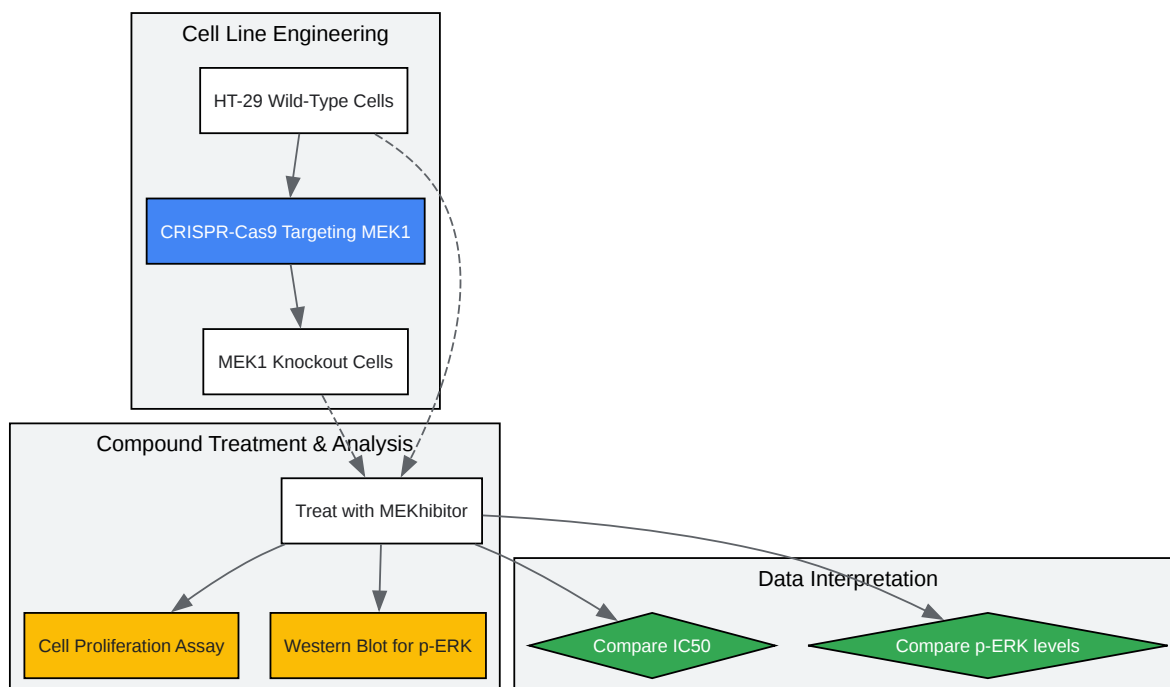 Cell Line Engineering
HT-29 Wild-Type Cells
CRISPR-Cas9 Targeting MEK1
MEK1 Knockout Cells
Compound Treatment & Analysis
Treat with MEKhibitor
Cell Proliferation Assay
Western Blot for p-ERK
Data Interpretation
Compare IC50
Compare p-ERK levels